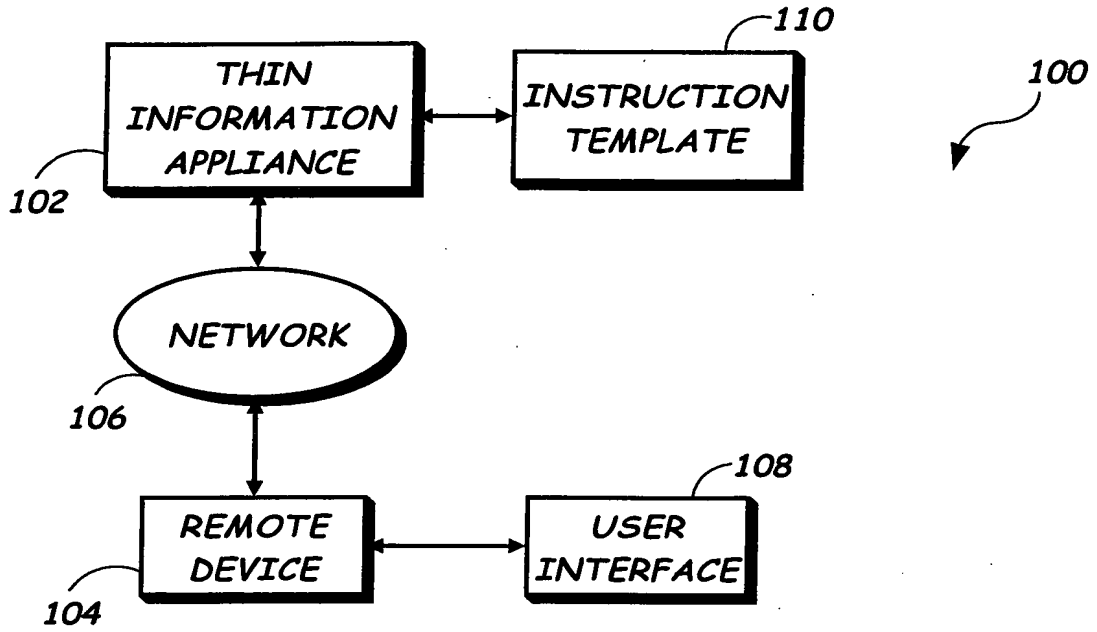 110
100
THIN
INFORMATION
APPLIANCE
INSTRUCTION
TEMPLATE
102
NETWORK
106
108
REMOTE
DEVICE
USER
INTERFACE
104